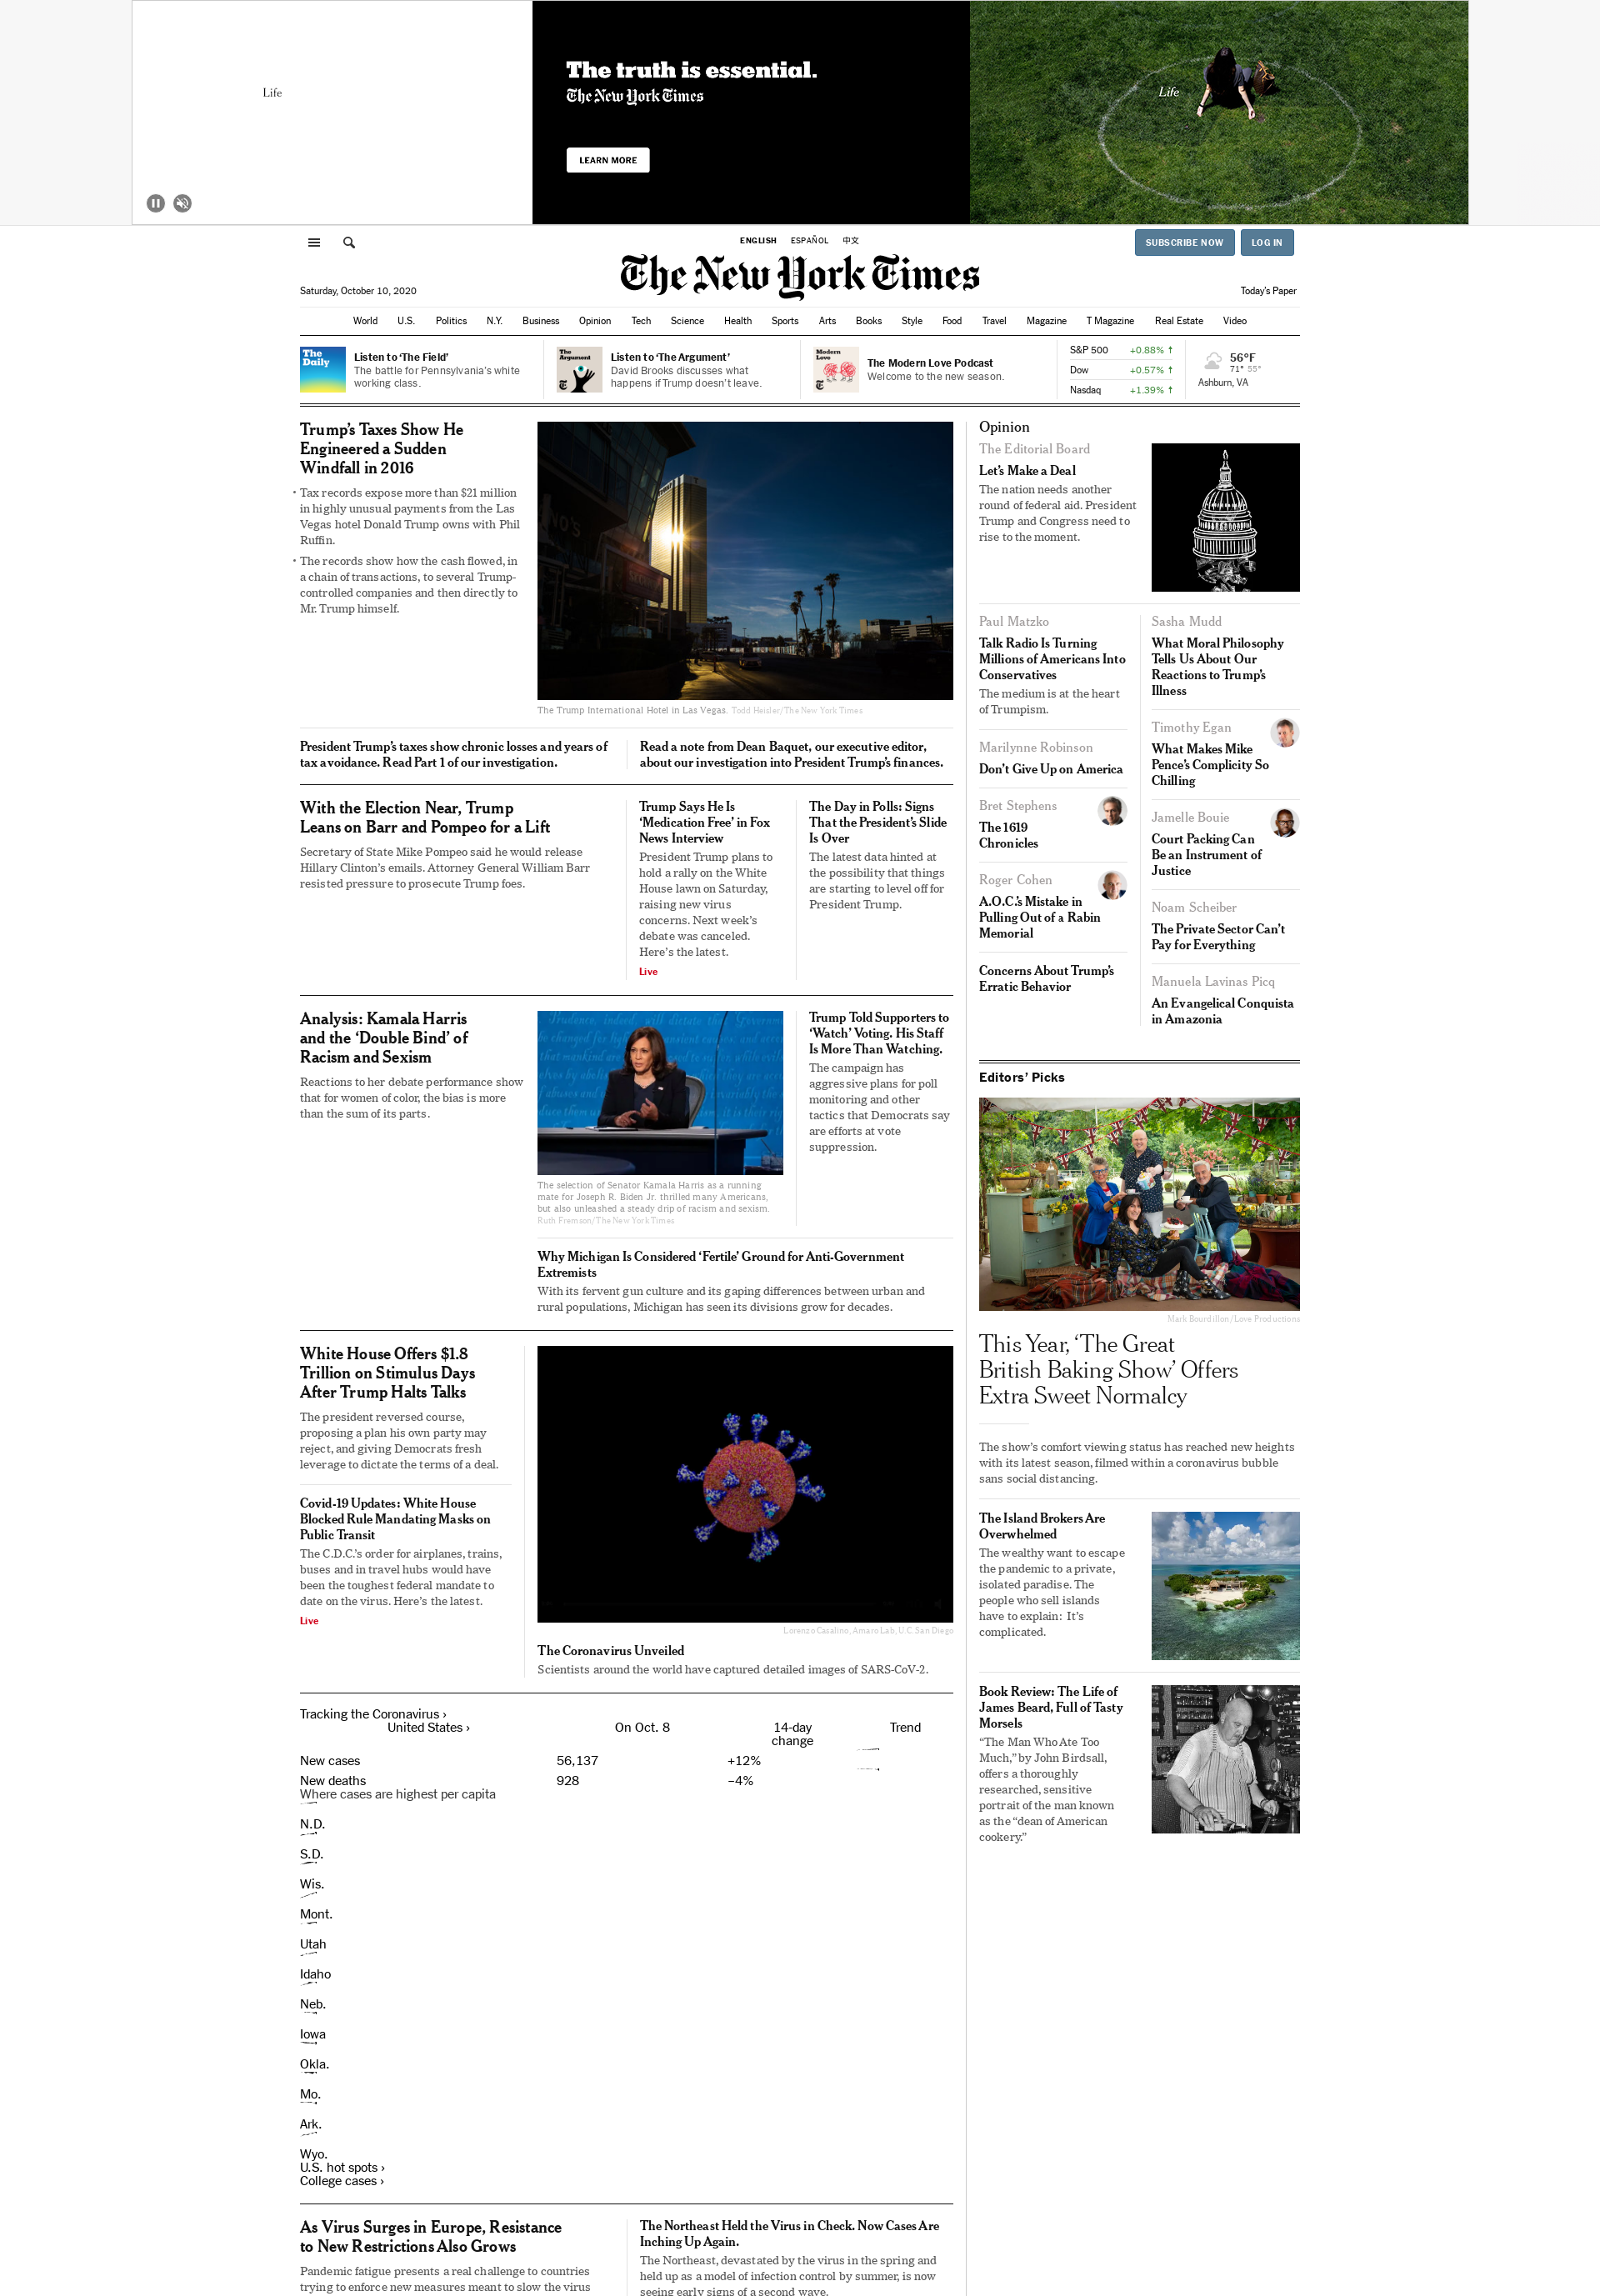 Life
The truth is essential.
The New York Times
LEARN MORE
Life
ENGLISH ESPAÑOL 中文
SUBSCRIBE NOW LOG IN
The New York Times
Saturday, October 10, 2020
Today's Paper
World U.S. Politics N.Y. Business Opinion Tech Science Health Sports Arts Books Style Food Travel Magazine T Magazine Real Estate Video
The Daily
Listen to ‘The Field’
The battle for Pennsylvania’s white
working class.
The Argument
Listen to ‘The Argument’
David Brooks discusses what
happens if Trump doesn’t leave.
Modern Love
The Modern Love Podcast
Welcome to the new season.
S&P 500 +0.88%
Dow +0.57%
Nasdaq +1.39%
56°F
71° 55°
Ashburn, VA
Trump’s Taxes Show He
Engineered a Sudden
Windfall in 2016
• Tax records expose more than $21 million
in highly unusual payments from the Las
Vegas hotel Donald Trump owns with Phil
Ruffin.
• The records show how the cash flowed, in
a chain of transactions, to several Trump-
controlled companies and then directly to
Mr. Trump himself.
The Trump International Hotel in Las Vegas. Todd Heisler/The New York Times
President Trump’s taxes show chronic losses and years of
tax avoidance. Read Part 1 of our investigation.
Read a note from Dean Baquet, our executive editor,
about our investigation into President Trump’s finances.
With the Election Near, Trump
Leans on Barr and Pompeo for a Lift
Secretary of State Mike Pompeo said he would release
Hillary Clinton’s emails. Attorney General William Barr
resisted pressure to prosecute Trump foes.
Trump Says He Is
‘Medication Free’ in Fox
News Interview
President Trump plans to
hold a rally on the White
House lawn on Saturday,
raising new virus
concerns. Next week’s
debate was canceled.
Here’s the latest.
Live
The Day in Polls: Signs
That the President’s Slide
Is Over
The latest data hinted at
the possibility that things
are starting to level off for
President Trump.
Analysis: Kamala Harris
and the ‘Double Bind’ of
Racism and Sexism
Reactions to her debate performance show
that for women of color, the bias is more
than the sum of its parts.
The selection of Senator Kamala Harris as a running
mate for Joseph R. Biden Jr. thrilled many Americans,
but also unleashed a steady drip of racism and sexism.
Ruth Fremson/The New York Times
Trump Told Supporters to
‘Watch’ Voting. His Staff
Is More Than Watching.
The campaign has
aggressive plans for poll
monitoring and other
tactics that Democrats say
are efforts at vote
suppression.
Why Michigan Is Considered ‘Fertile’ Ground for Anti-Government
Extremists
With its fervent gun culture and its gaping differences between urban and
rural populations, Michigan has seen its divisions grow for decades.
White House Offers $1.8
Trillion on Stimulus Days
After Trump Halts Talks
The president reversed course,
proposing a plan his own party may
reject, and giving Democrats fresh
leverage to dictate the terms of a deal.
Covid-19 Updates: White House
Blocked Rule Mandating Masks on
Public Transit
The C.D.C.’s order for airplanes, trains,
buses and in travel hubs would have
been the toughest federal mandate to
date on the virus. Here’s the latest.
Live
Lorenzo Casalino, Amaro Lab, U.C. San Diego
The Coronavirus Unveiled
Scientists around the world have captured detailed images of SARS-CoV-2.
Tracking the Coronavirus ›
United States › On Oct. 8 14-day change Trend
New cases 56,137 +12%
New deaths 928 –4%
Where cases are highest per capita
N.D.
S.D.
Wis.
Mont.
Utah
Idaho
Neb.
Iowa
Okla.
Mo.
Ark.
Wyo.
U.S. hot spots ›
College cases ›
As Virus Surges in Europe, Resistance
to New Restrictions Also Grows
Pandemic fatigue presents a real challenge to countries
trying to enforce new measures meant to slow the virus
The Northeast Held the Virus in Check. Now Cases Are
Inching Up Again.
The Northeast, devastated by the virus in the spring and
held up as a model of infection control by summer, is now
seeing early signs of a second wave.
Opinion
The Editorial Board
Let’s Make a Deal
The nation needs another
round of federal aid. President
Trump and Congress need to
rise to the moment.
Paul Matzko
Talk Radio Is Turning
Millions of Americans Into
Conservatives
The medium is at the heart
of Trumpism.
Marilynne Robinson
Don’t Give Up on America
Bret Stephens
The 1619
Chronicles
Roger Cohen
A.O.C.’s Mistake in
Pulling Out of a Rabin
Memorial
Concerns About Trump’s
Erratic Behavior
Sasha Mudd
What Moral Philosophy
Tells Us About Our
Reactions to Trump’s
Illness
Timothy Egan
What Makes Mike
Pence’s Complicity So
Chilling
Jamelle Bouie
Court Packing Can
Be an Instrument of
Justice
Noam Scheiber
The Private Sector Can’t
Pay for Everything
Manuela Lavinas Picq
An Evangelical Conquista
in Amazonia
Editors’ Picks
Mark Bourdillon/Love Productions
This Year, ‘The Great
British Baking Show’ Offers
Extra Sweet Normalcy
The show’s comfort viewing status has reached new heights
with its latest season, filmed within a coronavirus bubble
sans social distancing.
The Island Brokers Are
Overwhelmed
The wealthy want to escape
the pandemic to a private,
isolated paradise. The
people who sell islands
have to explain: It’s
complicated.
Book Review: The Life of
James Beard, Full of Tasty
Morsels
“The Man Who Ate Too
Much,” by John Birdsall,
offers a thoroughly
researched, sensitive
portrait of the man known
as the “dean of American
cookery.”